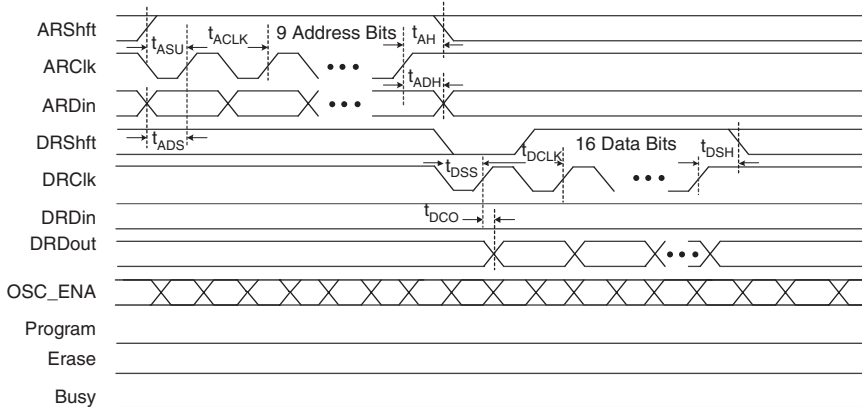 ARShft
tASU
tACLK
9 Address Bits
tAH
ARClk
tADH
ARDin
tADS
DRShft
16 Data Bits
tDSS
tDCLK
tDSH
DRClk
DRDin
tDCO
DRDout
OSC_ENA
Program
Erase
Busy